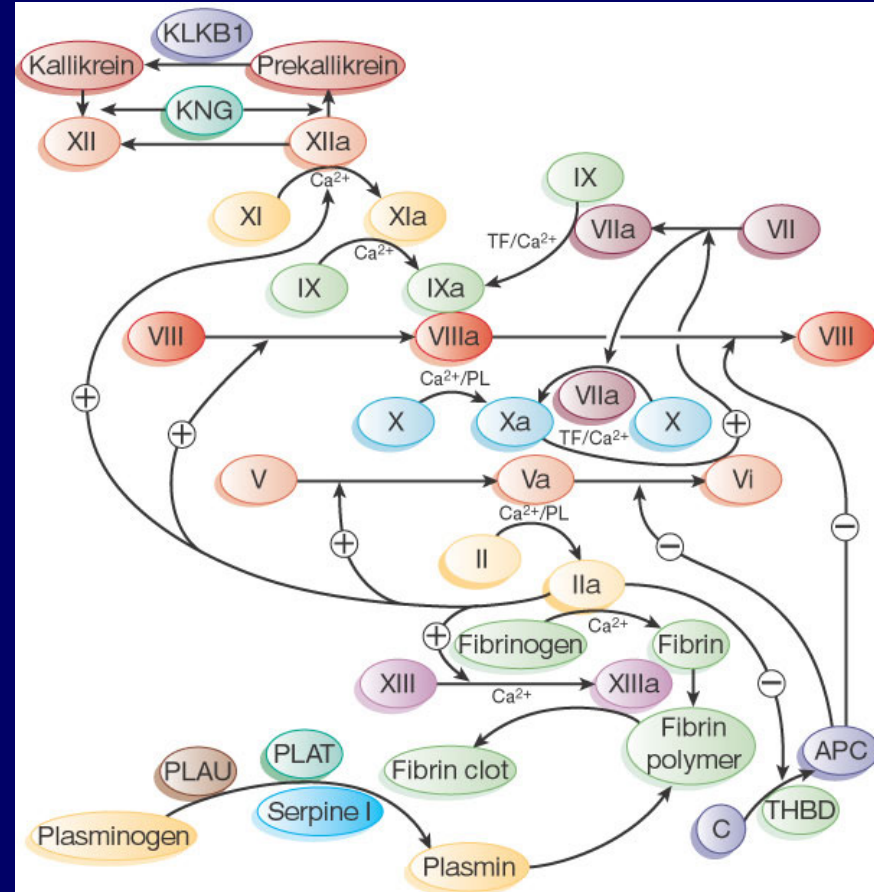 KLKB1
Kallikrein
Prekallikrein
KNG
XII
XIIa
Ca²⁺
IX
XI
XIa
VIIa
VII
TF/Ca²⁺
Ca²⁺
IX
IXa
VIII
VIIIa
VIII
Ca²⁺/PL
VIIa
X
Xa
X
+
+
+
TF/Ca²⁺
V
Va
Vi
Ca²⁺/PL
−
+
−
II
IIa
+
Fibrinogen
Ca²⁺
Fibrin
XIII
Ca²⁺
XIIIa
−
Fibrin clot
Fibrin
polymer
APC
PLAU
PLAT
Serpine I
C
THBD
Plasminogen
Plasmin